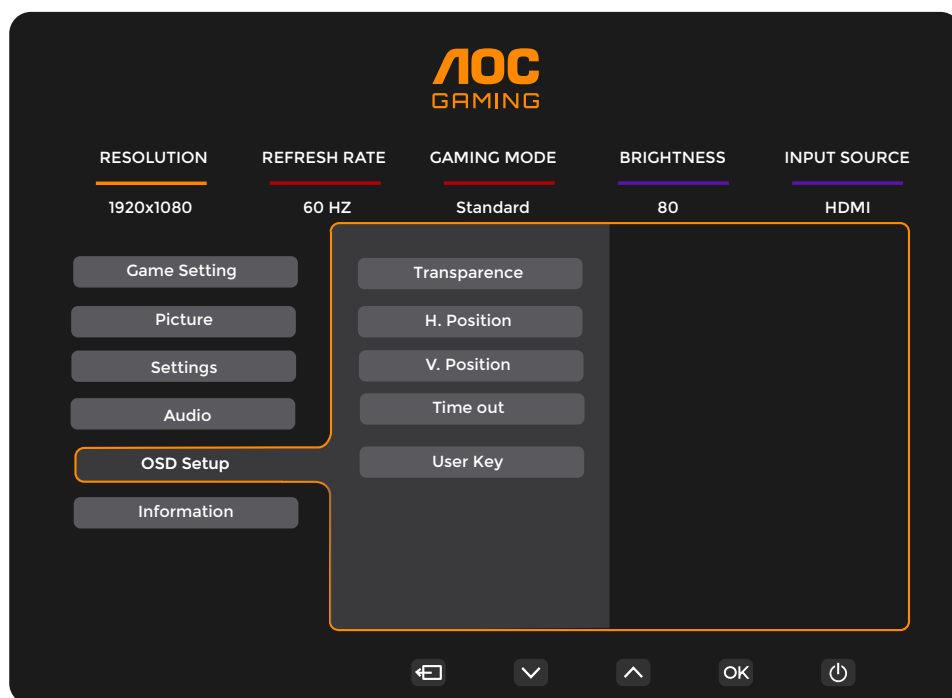 AOC
GAMING
RESOLUTION REFRESH RATE GAMING MODE BRIGHTNESS INPUT SOURCE
1920x1080 60 HZ Standard 80 HDMI
Game Setting
Picture
Settings
Audio
OSD Setup
Information
Transparence
H. Position
V. Position
Time out
User Key
OK